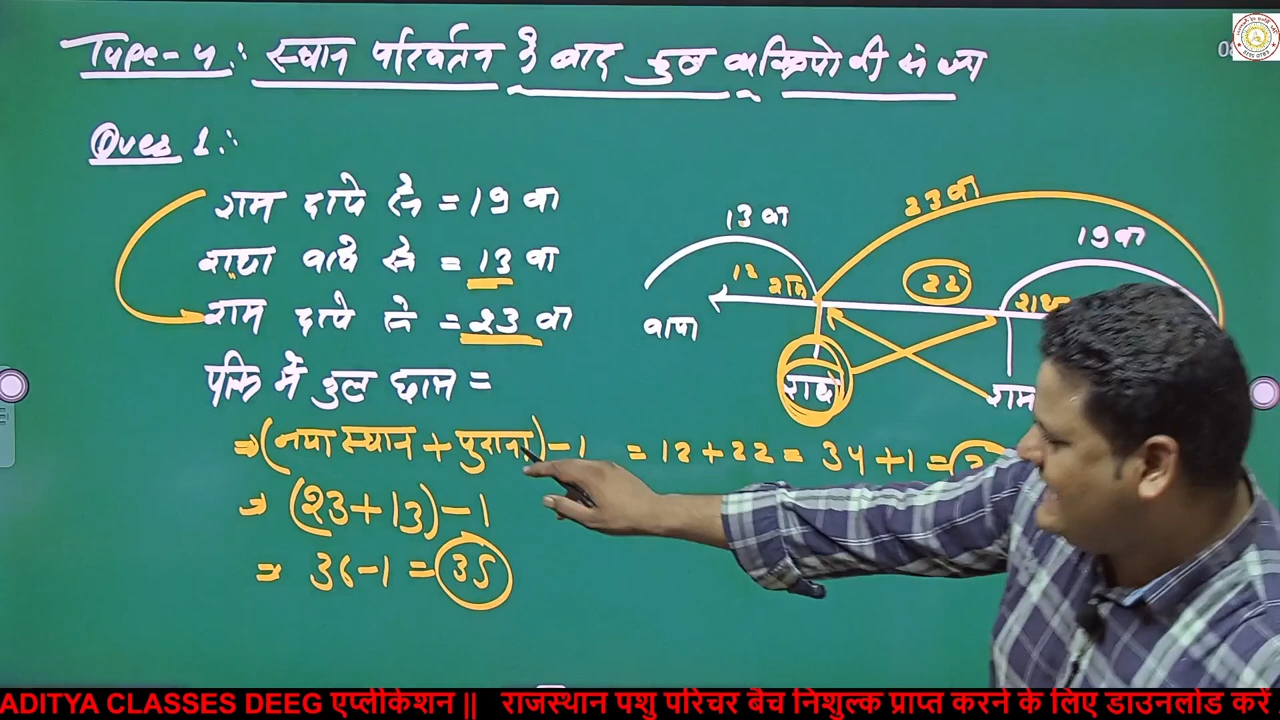 Type-4: स्थान परिवर्तन के बाद कुल व्यक्तियों की संख्या
Ques 1.:
राम दाये से = 19 वा
राधा बाये से = 13 वा
राम दाये से = 23 वा
पंक्ति में कुल छात्र =
⇒ (नया स्थान + पुराना) - 1 = 12 + 22 = 34 + 1 =
⇒ (23 + 13) - 1
⇒ 36 - 1 = 35
23 वा
13 वा
19 वा
12 राम 22 राधा
बाया
राधा राम
ADITYA CLASSES DEEG एप्लीकेशन || राजस्थान पशु परिचर बैच निशुल्क प्राप्त करने के लिए डाउनलोड करें